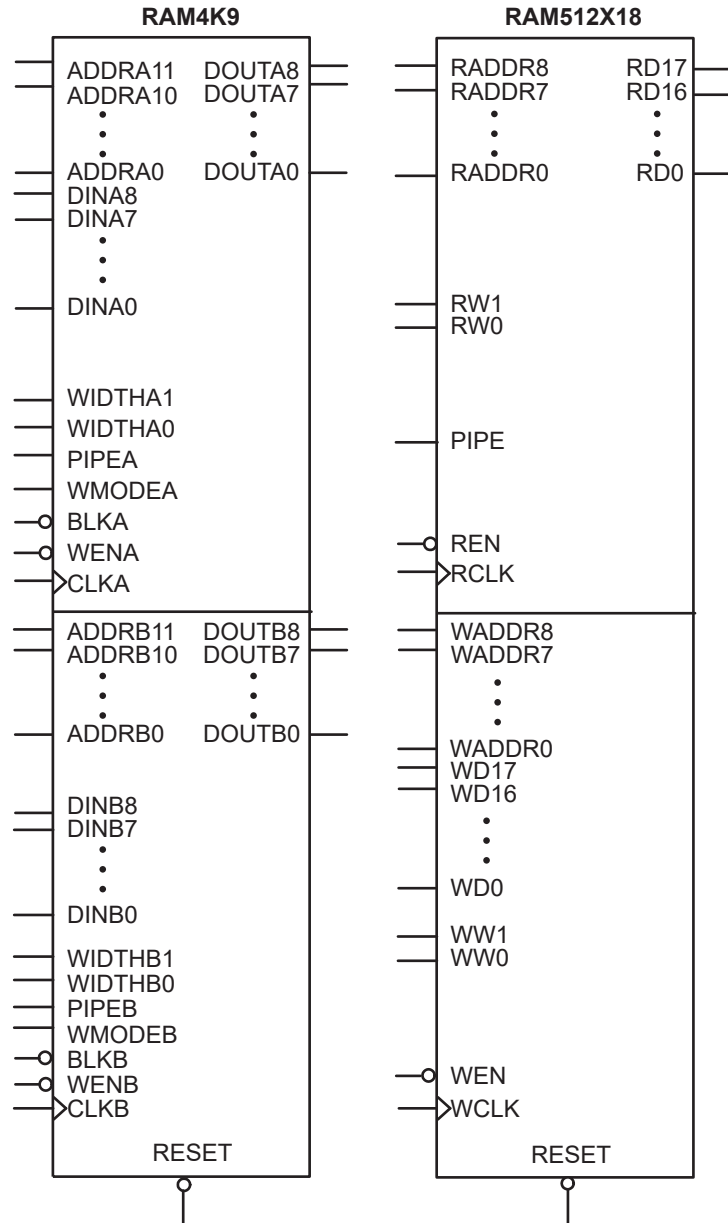 RAM4K9
ADDRA11 DOUTA8
ADDRA10 DOUTA7
ADDRA0 DOUTA0
DINA8
DINA7
DINA0
WIDTHA1
WIDTHA0
PIPEA
WMODEA
BLKA
WENA
CLKA
ADDRB11 DOUTB8
ADDRB10 DOUTB7
ADDRB0 DOUTB0
DINB8
DINB7
DINB0
WIDTHB1
WIDTHB0
PIPEB
WMODEB
BLKB
WENB
CLKB
RESET
RAM512X18
RADDR8 RD17
RADDR7 RD16
RADDR0 RD0
RW1
RW0
PIPE
REN
RCLK
WADDR8
WADDR7
WADDR0
WD17
WD16
WD0
WW1
WW0
WEN
WCLK
RESET